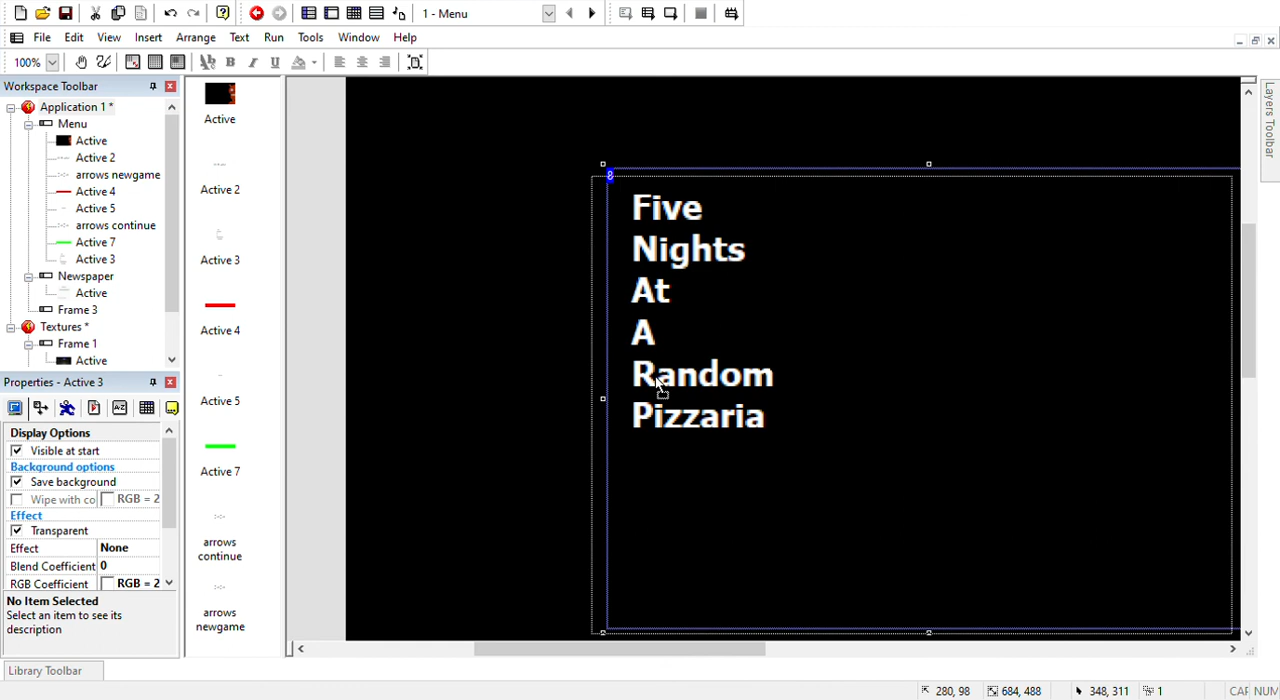 1 - Menu
File Edit View Insert Arrange Text Run Tools Window Help
100% B I U
Workspace Toolbar
Application 1 *
Menu
Active
Active 2
arrows newgame
Active 4
Active 5
arrows continue
Active 7
Active 3
Newspaper
Active
Frame 3
Textures *
Frame 1
Active
Properties - Active 3
Display Options
Visible at start
Background options
Save background
Wipe with co RGB = 2
Effect
Transparent
Effect None
Blend Coefficient 0
RGB Coefficient RGB = 2
No Item Selected
Select an item to see its
description
Library Toolbar
Active
Active 2
Active 3
Active 4
Active 5
Active 7
arrows
continue
arrows
newgame
8
Five
Nights
At
A
Random
Pizzaria
Layers Toolbar
280, 98 684, 488 348, 311 1 CAP NUM